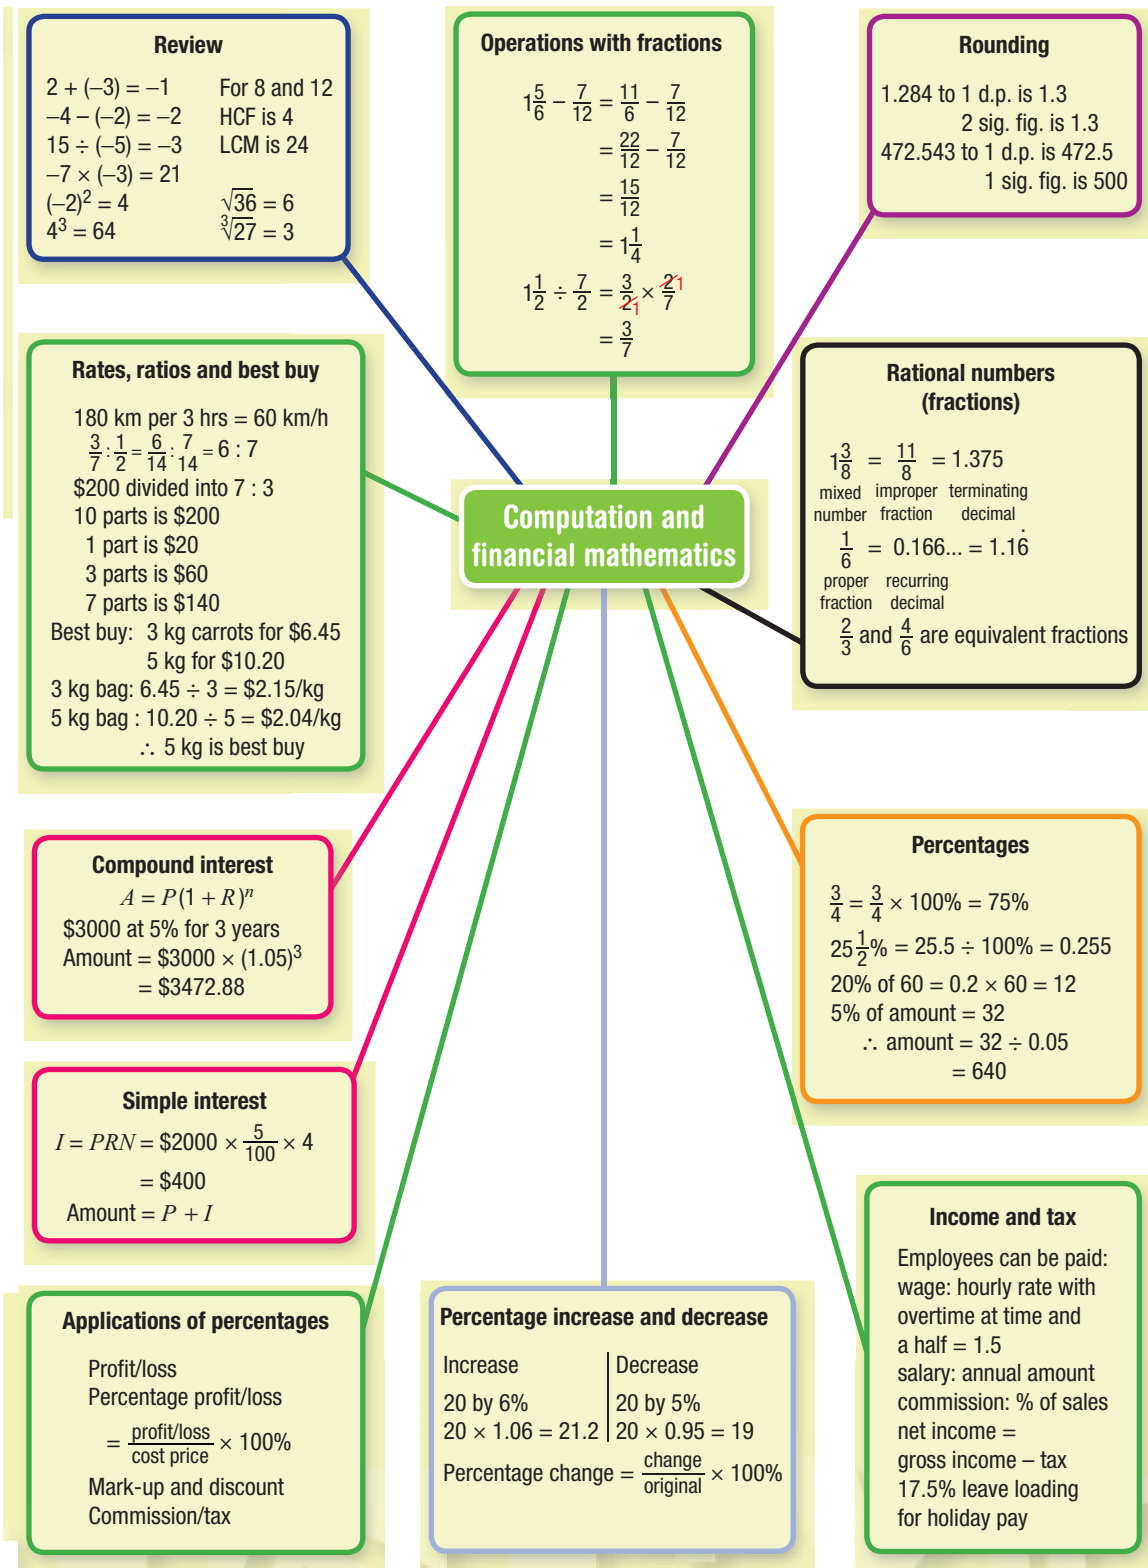 Review
2 + (−3) = −1
−4 − (−2) = −2
15 ÷ (−5) = −3
−7 × (−3) = 21
(−2)² = 4
4³ = 64
For 8 and 12
HCF is 4
LCM is 24
√36 = 6
∛27 = 3
Operations with fractions
1 5/6 − 7/12 = 11/6 − 7/12
= 22/12 − 7/12
= 15/12
= 1 1/4
1 1/2 ÷ 7/2 = 3/2 1 × 2 1/7
= 3/7
Rounding
1.284 to 1 d.p. is 1.3
2 sig. fig. is 1.3
472.543 to 1 d.p. is 472.5
1 sig. fig. is 500
Rates, ratios and best buy
180 km per 3 hrs = 60 km/h
3/7 : 1/2 = 6/14 : 7/14 = 6 : 7
$200 divided into 7 : 3
10 parts is $200
1 part is $20
3 parts is $60
7 parts is $140
Best buy: 3 kg carrots for $6.45
5 kg for $10.20
3 kg bag: 6.45 ÷ 3 = $2.15/kg
5 kg bag : 10.20 ÷ 5 = $2.04/kg
∴ 5 kg is best buy
Computation and
financial mathematics
Rational numbers
(fractions)
1 3/8 = 11/8 = 1.375
mixed improper terminating
number fraction decimal
1/6 = 0.166... = 1.16̇
proper recurring
fraction decimal
2/3 and 4/6 are equivalent fractions
Compound interest
A = P(1 + R)ⁿ
$3000 at 5% for 3 years
Amount = $3000 × (1.05)³
= $3472.88
Percentages
3/4 = 3/4 × 100% = 75%
25 1/2% = 25.5 ÷ 100% = 0.255
20% of 60 = 0.2 × 60 = 12
5% of amount = 32
∴ amount = 32 ÷ 0.05
= 640
Simple interest
I = PRN = $2000 × 5/100 × 4
= $400
Amount = P + I
Applications of percentages
Profit/loss
Percentage profit/loss
= profit/loss / cost price × 100%
Mark-up and discount
Commission/tax
Percentage increase and decrease
Increase
20 by 6%
20 × 1.06 = 21.2
Decrease
20 by 5%
20 × 0.95 = 19
Percentage change = change/original × 100%
Income and tax
Employees can be paid:
wage: hourly rate with
overtime at time and
a half = 1.5
salary: annual amount
commission: % of sales
net income =
gross income – tax
17.5% leave loading
for holiday pay